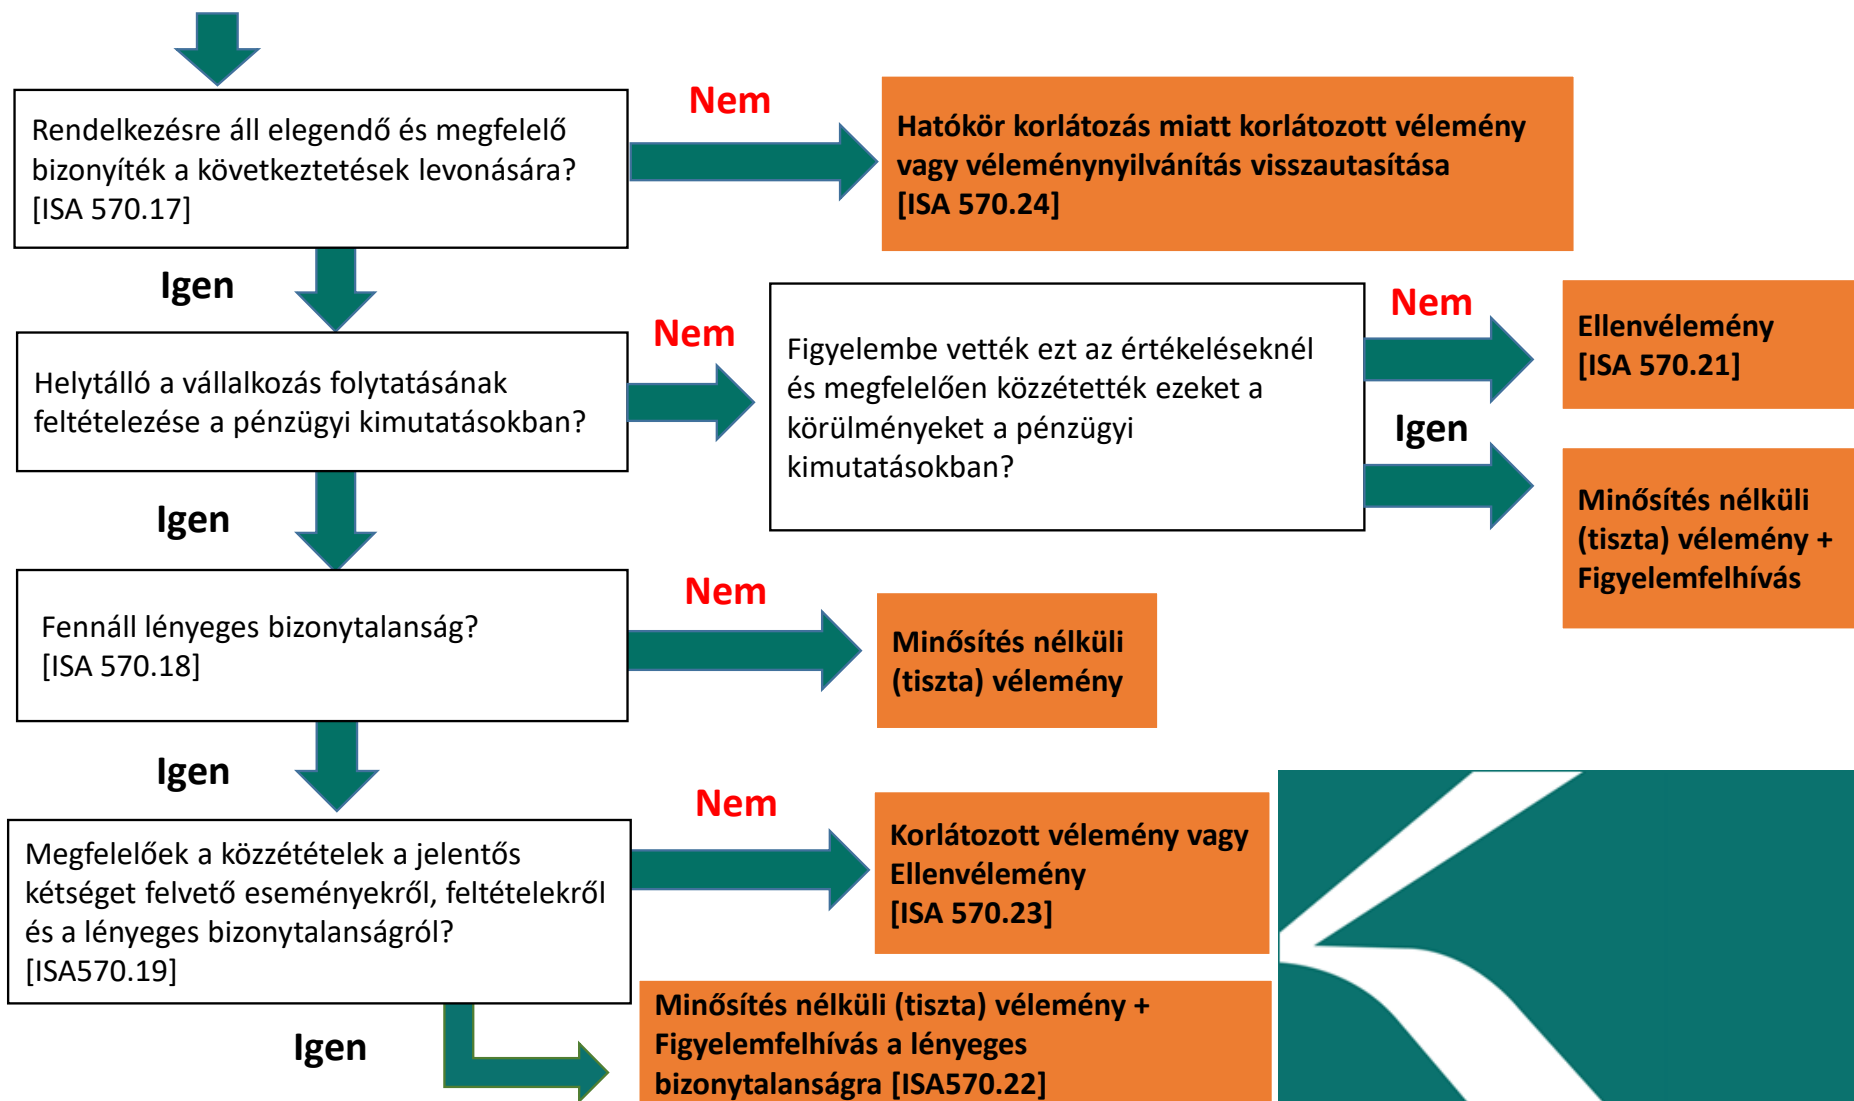 Rendelkezésre áll elegendő és megfelelő
bizonyíték a következtetések levonására?
[ISA 570.17]
Nem
Hatókör korlátozás miatt korlátozott vélemény
vagy véleménynyilvánítás visszautasítása
[ISA 570.24]
Igen
Helytálló a vállalkozás folytatásának
feltételezése a pénzügyi kimutatásokban?
Nem
Figyelembe vették ezt az értékeléseknél
és megfelelően közzétették ezeket a
körülményeket a pénzügyi
kimutatásokban?
Nem
Ellenvélemény
[ISA 570.21]
Igen
Minősítés nélküli
(tiszta) vélemény +
Figyelemfelhívás
Igen
Fennáll lényeges bizonytalanság?
[ISA 570.18]
Nem
Minősítés nélküli
(tiszta) vélemény
Igen
Megfelelőek a közzétételek a jelentős
kétséget felvető eseményekről, feltételekről
és a lényeges bizonytalanságról?
[ISA570.19]
Nem
Korlátozott vélemény vagy
Ellenvélemény
[ISA 570.23]
Igen
Minősítés nélküli (tiszta) vélemény +
Figyelemfelhívás a lényeges
bizonytalanságra [ISA570.22]